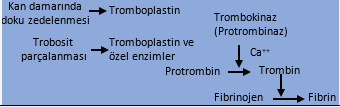 Kan damarında
doku zedelenmesi
Tromboplastin
Trobosit
parçalanması
Tromboplastin ve
özel enzimler
Trombokinaz
(Protrombinaz)
Ca++
Protrombin
Trombin
Fibrinojen
Fibrin